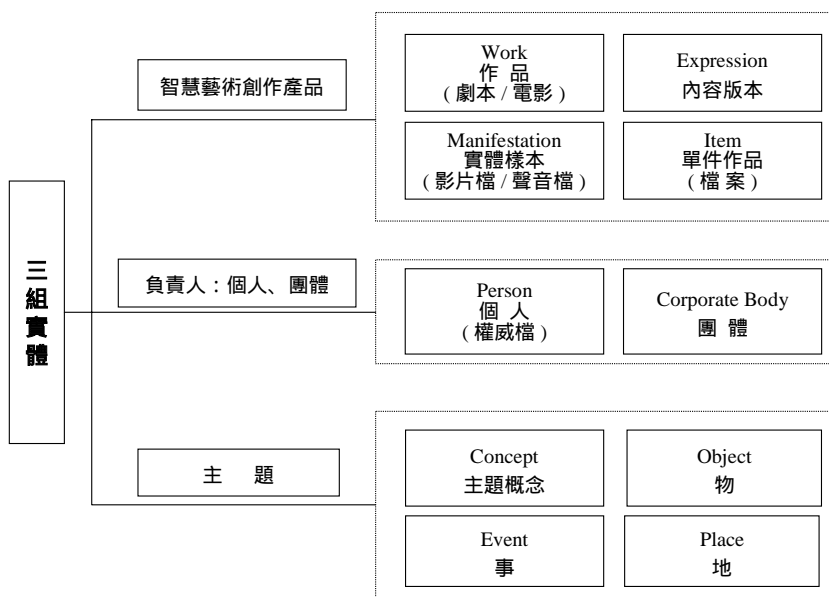 三組實體
智慧藝術創作產品
Work
作 品
( 劇本 / 電影 )
Expression
內容版本
Manifestation
實體樣本
( 影片檔 / 聲音檔 )
Item
單件作品
( 檔 案 )
負責人：個人、團體
Person
個 人
( 權威檔 )
Corporate Body
團 體
主 題
Concept
主題概念
Object
物
Event
事
Place
地